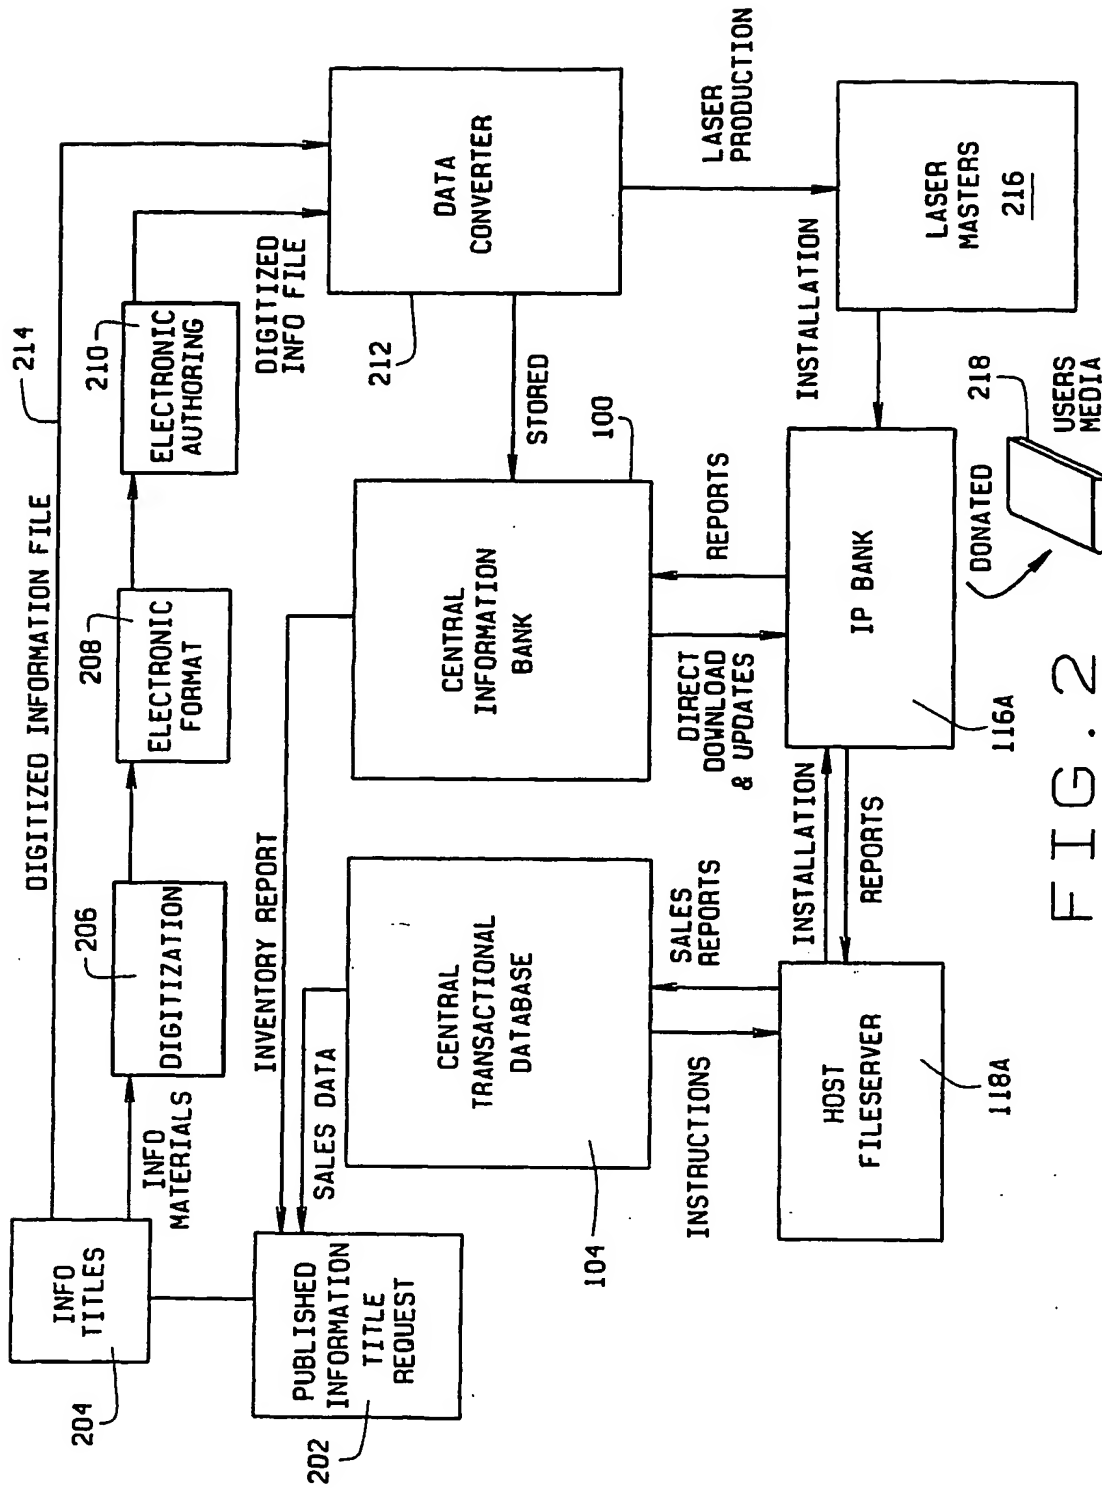 DIGITIZED INFORMATION FILE
214
INFO
TITLES
204
INFO
MATERIALS
DIGITIZATION
206
ELECTRONIC
FORMAT
208
ELECTRONIC
AUTHORING
210
DIGITIZED
INFO FILE
PUBLISHED
INFORMATION
TITLE
REQUEST
202
INVENTORY REPORT
SALES DATA
CENTRAL
TRANSACTIONAL
DATABASE
104
CENTRAL
INFORMATION
BANK
100
STORED
DATA
CONVERTER
212
LASER
PRODUCTION
INSTRUCTIONS
SALES
REPORTS
DIRECT
DOWNLOAD
& UPDATES
REPORTS
INSTALLATION
HOST
FILESERVER
118A
INSTALLATION
REPORTS
IP BANK
116A
LASER
MASTERS
216
DONATED
218
USERS
MEDIA
FIG. 2